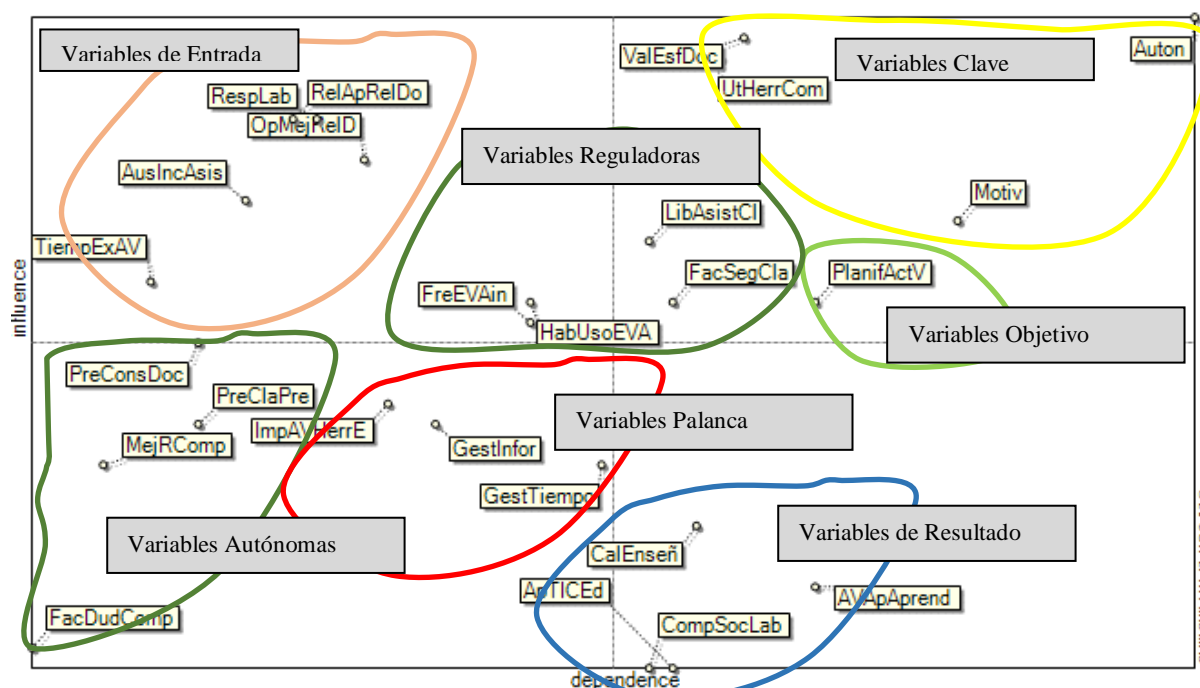 Variables de Entrada
ValEsfDoc
Variables Clave
Auton
RespLab
RelApRelDo
UtHerrCom
OpMejRelD
Variables Reguladoras
AusIncAsis
Motiv
LibAsistCl
TiempExAV
influence
FreEVAin
FacSegCla
PlanifActV
HabUsoEVA
Variables Objetivo
PreConsDoc
PreClaPre
ImpAVHerrE
Variables Palanca
MejRComp
GestInfor
GestTiempo
Variables Autónomas
Variables de Resultado
CalEnseñ
ApTICEd
AVApAprend
FacDudComp
CompSocLab
dependence